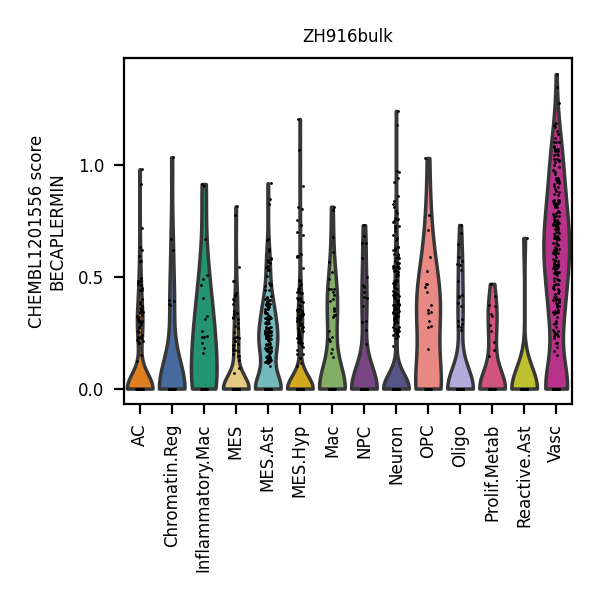 ZH916bulk
CHEMBL1201556 score
BECAPLERMIN
1.0
0.5
0.0
AC
Chromatin.Reg
Inflammatory.Mac
MES
MES.Ast
MES.Hyp
Mac
NPC
Neuron
OPC
Oligo
Prolif.Metab
Reactive.Ast
Vasc